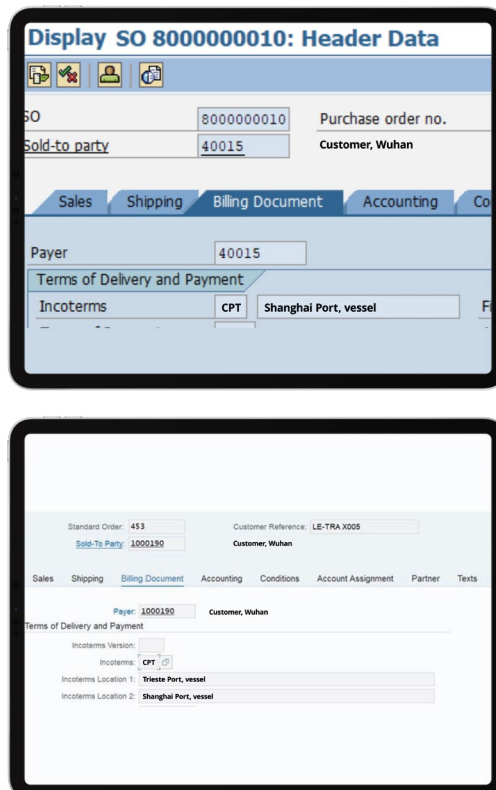 Display SO 8000000010: Header Data
SO 8000000010 Purchase order no.
Sold-to party 40015 Customer, Wuhan
Sales Shipping Billing Document Accounting Co
Payer 40015
Terms of Delivery and Payment
Incoterms CPT Shanghai Port, vessel Fi
Standard Order: 453 Customer Reference: LE-TRA X005
Sold-To Party: 1000190 Customer, Wuhan
Sales Shipping Billing Document Accounting Conditions Account Assignment Partner Texts
Payer: 1000190 Customer, Wuhan
Terms of Delivery and Payment
Incoterms Version:
Incoterms: CPT
Incoterms Location 1: Trieste Port, vessel
Incoterms Location 2: Shanghai Port, vessel